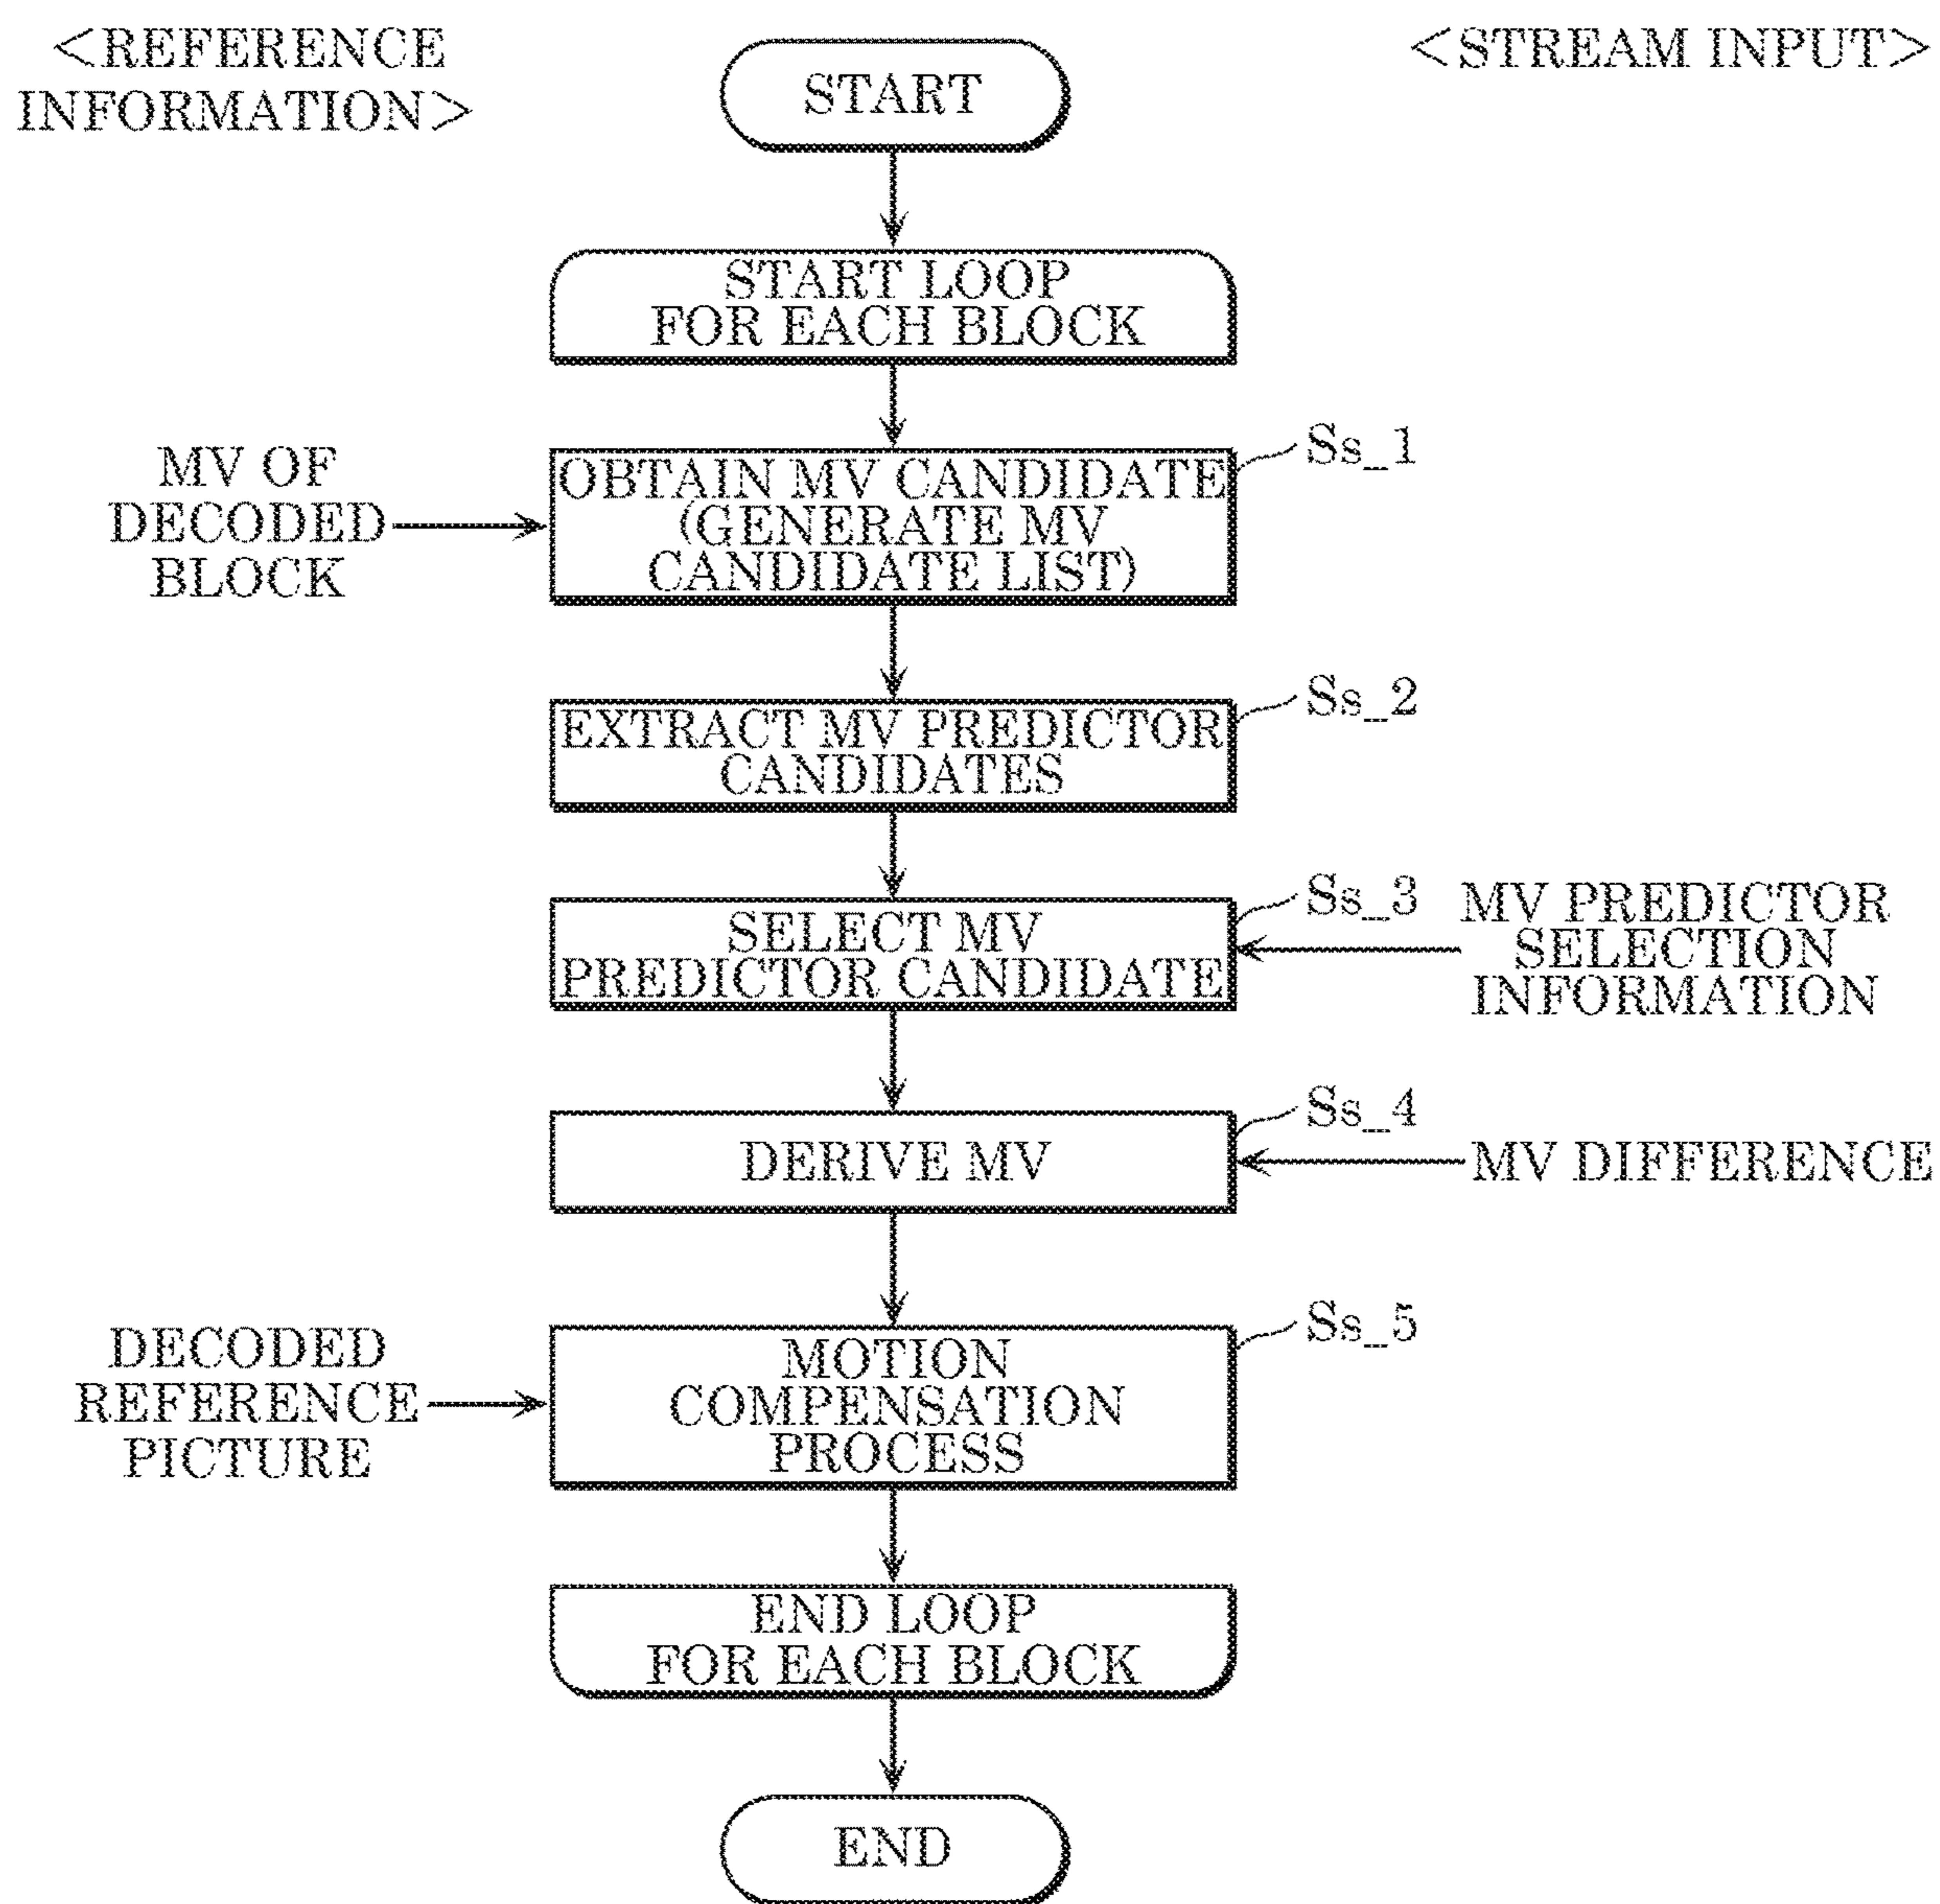 <REFERENCE
INFORMATION>
START
<STREAM INPUT>
START LOOP
FOR EACH BLOCK
MV OF
DECODED
BLOCK
OBTAIN MV CANDIDATE
(GENERATE MV
CANDIDATE LIST)
Ss_1
EXTRACT MV PREDICTOR
CANDIDATES
Ss_2
SELECT MV
PREDICTOR CANDIDATE
Ss_3
MV PREDICTOR
SELECTION
INFORMATION
DERIVE MV
Ss_4
MV DIFFERENCE
DECODED
REFERENCE
PICTURE
MOTION
COMPENSATION
PROCESS
Ss_5
END LOOP
FOR EACH BLOCK
END